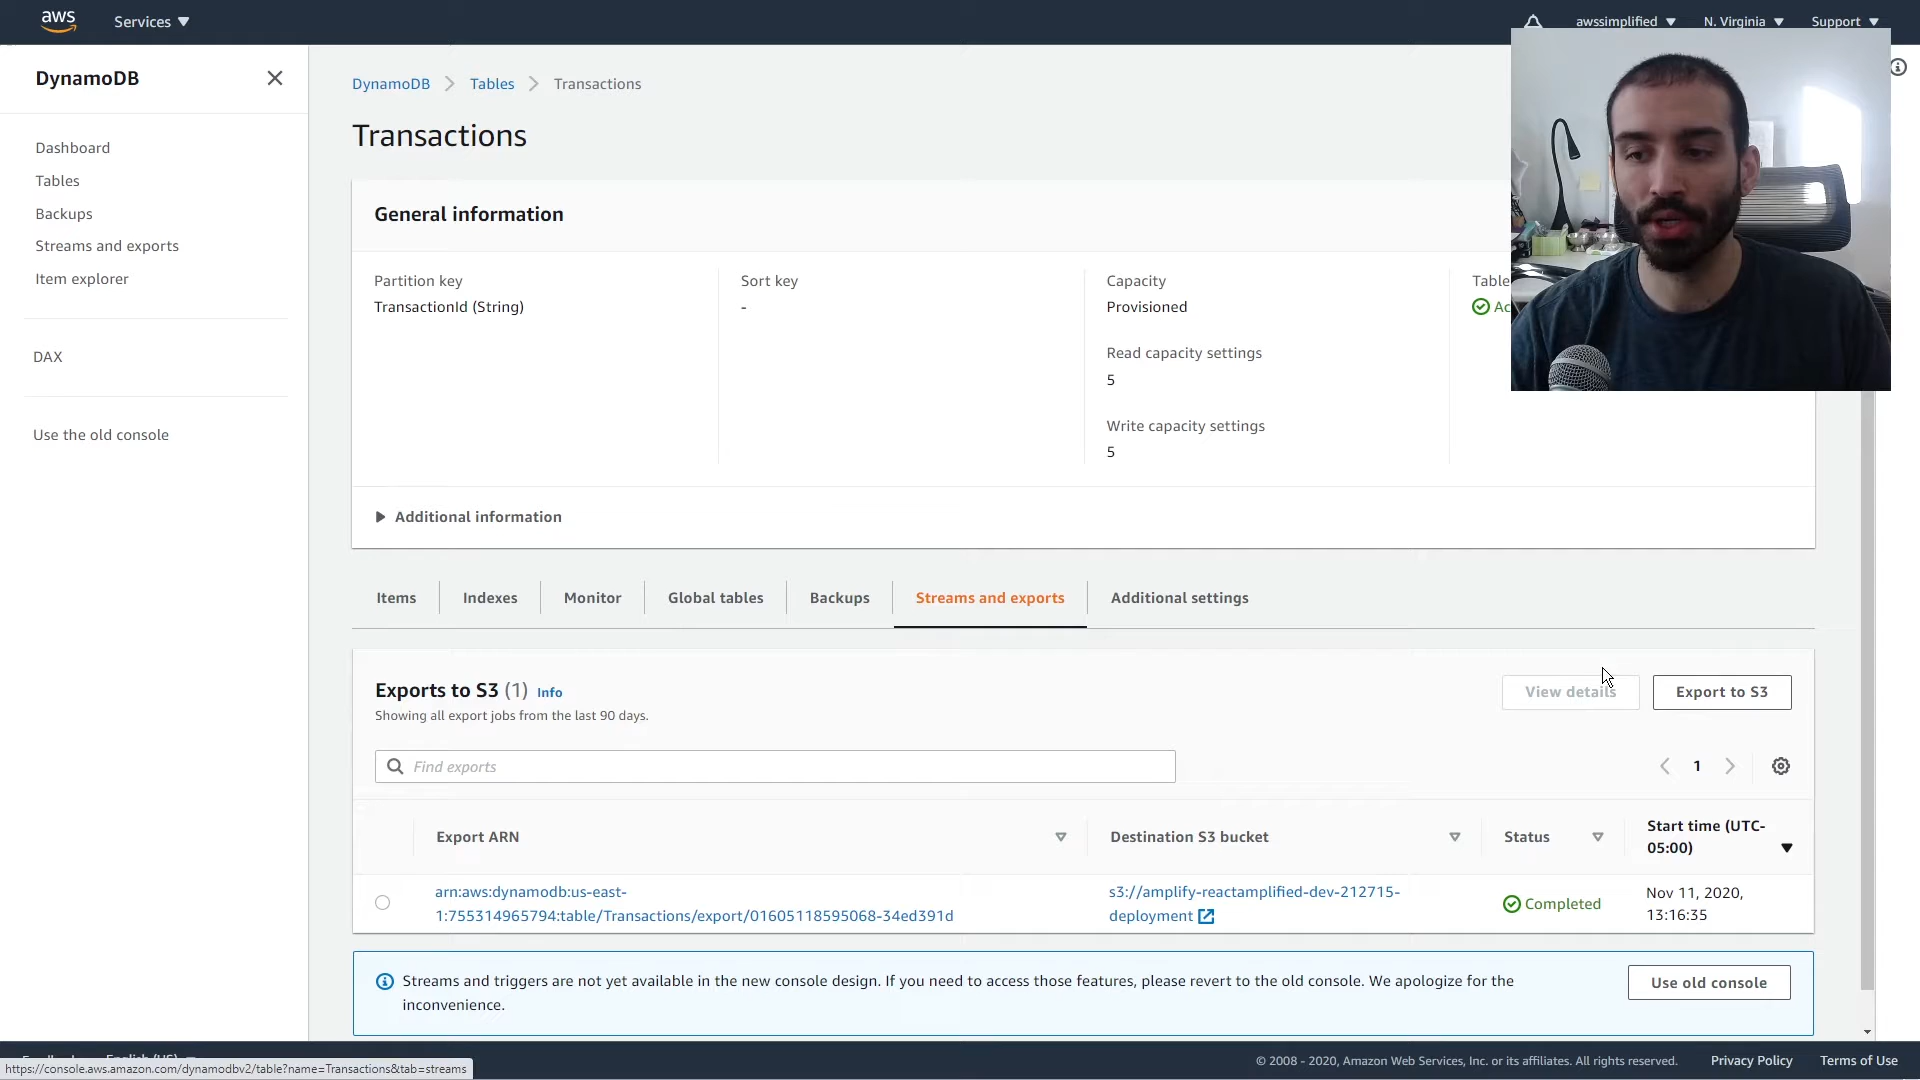 aws
Services ▼
awssimplified ▼
N. Virginia ▼
Support ▼
DynamoDB
Dashboard
Tables
Backups
Streams and exports
Item explorer
DAX
Use the old console
DynamoDB > Tables > Transactions
Transactions
General information
Partition key
TransactionId (String)
Sort key
-
Capacity
Provisioned
Read capacity settings
5
Write capacity settings
5
Table
Ac
Additional information
Items
Indexes
Monitor
Global tables
Backups
Streams and exports
Additional settings
Exports to S3 (1) Info
Showing all export jobs from the last 90 days.
View details
Export to S3
Find exports
1
Export ARN
Destination S3 bucket
Status
Start time (UTC-
05:00)
arn:aws:dynamodb:us-east-
1:755314965794:table/Transactions/export/01605118595068-34ed391d
s3://amplify-reactamplified-dev-212715-
deployment
Completed
Nov 11, 2020,
13:16:35
Streams and triggers are not yet available in the new console design. If you need to access those features, please revert to the old console. We apologize for the
inconvenience.
Use old console
English (US)
https://console.aws.amazon.com/dynamodbv2/table?name=Transactions&tab=streams
© 2008 - 2020, Amazon Web Services, Inc. or its affiliates. All rights reserved.
Privacy Policy
Terms of Use